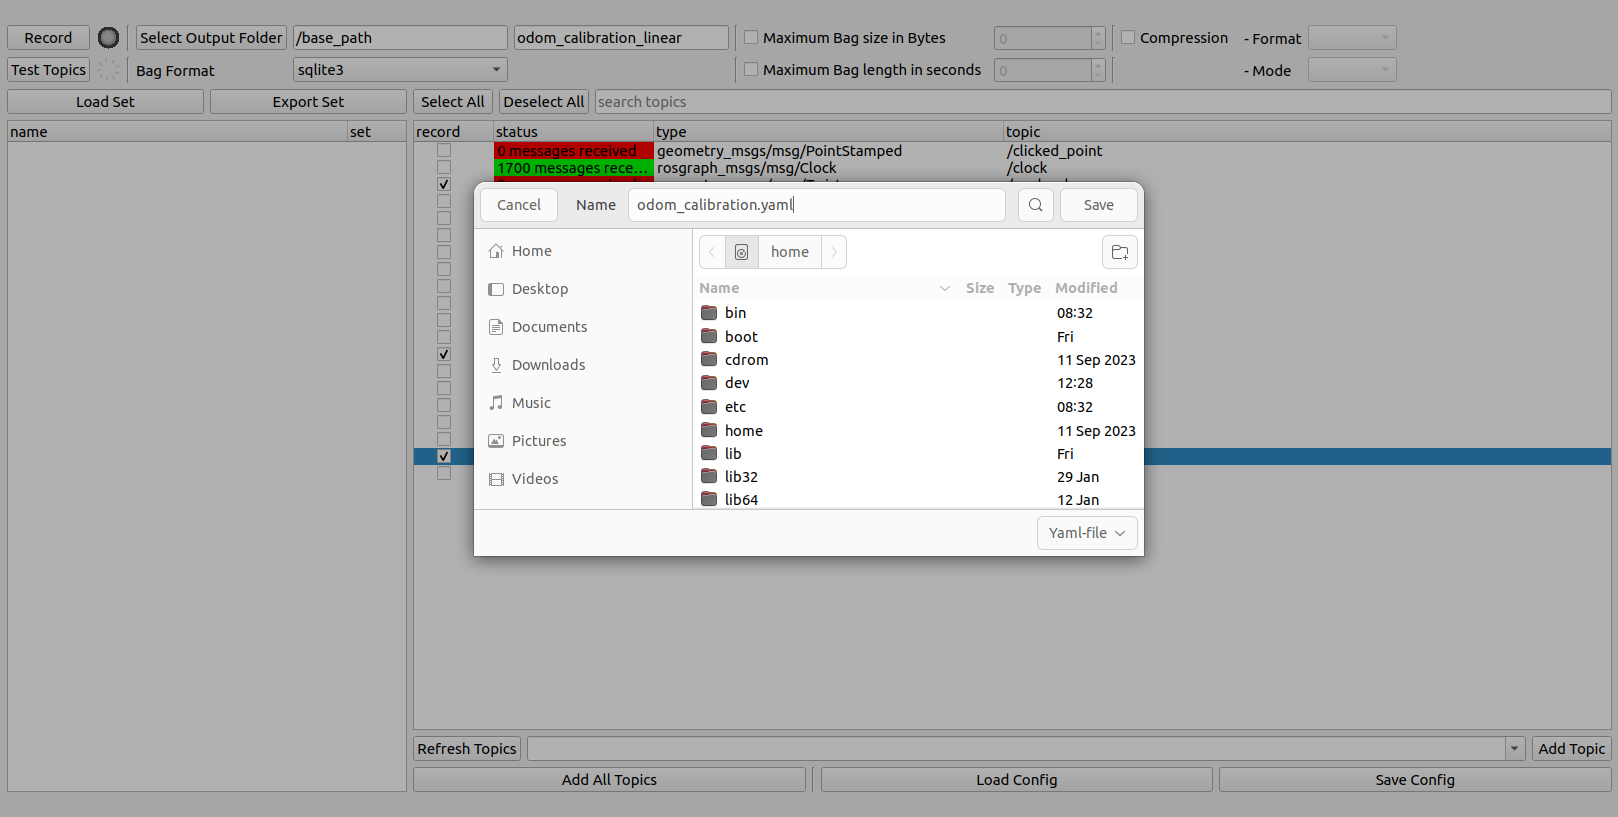 Record
Select Output Folder
/base_path
odom_calibration_linear
Maximum Bag size in Bytes
0
Compression
- Format
Test Topics
Bag Format
sqlite3
Maximum Bag length in seconds
0
- Mode
Load Set
Export Set
Select All
Deselect All
search topics
name
set
record
status
type
topic
0 messages received
geometry_msgs/msg/PointStamped
/clicked_point
1700 messages rece...
rosgraph_msgs/msg/Clock
/clock
Cancel
Name
odom_calibration.yaml
Save
Home
Desktop
Documents
Downloads
Music
Pictures
Videos
home
Name
Size
Type
Modified
bin
08:32
boot
Fri
cdrom
11 Sep 2023
dev
12:28
etc
08:32
home
11 Sep 2023
lib
Fri
lib32
29 Jan
lib64
12 Jan
Yaml-file
Refresh Topics
Add Topic
Add All Topics
Load Config
Save Config